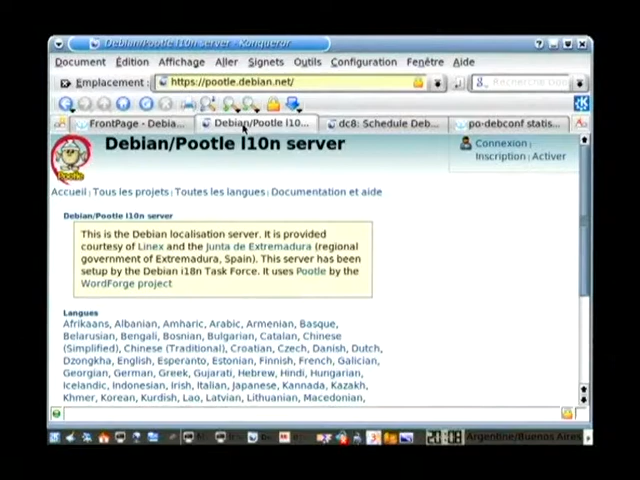 Debian/Pootle l10n server - Konqueror
Document Édition Affichage Aller Signets Outils Configuration Fenêtre Aide
Emplacement: https://pootle.debian.net/
FrontPage - Debia... Debian/Pootle l10... dc8: Schedule Deb... po-debconf statis...
Debian/Pootle l10n server
Connexion
Inscription Activer
Pootle
Accueil Tous les projets Toutes les langues Documentation et aide
Debian/Pootle l10n server
This is the Debian localisation server. It is provided
courtesy of Linex and the Junta de Extremadura (regional
government of Extremadura, Spain). This server has been
setup by the Debian i18n Task Force. It uses Pootle by the
WordForge project
Langues
Afrikaans, Albanian, Amharic, Arabic, Armenian, Basque,
Belarusian, Bengali, Bosnian, Bulgarian, Catalan, Chinese
(Simplified), Chinese (Traditional), Croatian, Czech, Danish, Dutch,
Dzongkha, English, Esperanto, Estonian, Finnish, French, Galician,
Georgian, German, Greek, Gujarati, Hebrew, Hindi, Hungarian,
Icelandic, Indonesian, Irish, Italian, Japanese, Kannada, Kazakh,
Khmer, Korean, Kurdish, Lao, Latvian, Lithuanian, Macedonian,
20:08 Argentine/Buenos Aires